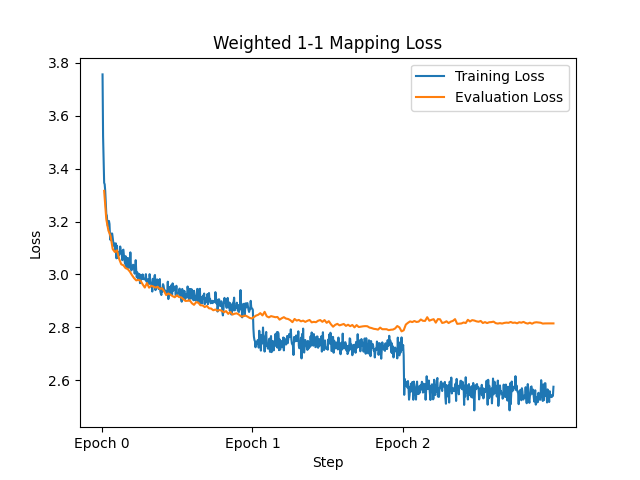 Weighted 1-1 Mapping Loss
Training Loss
Evaluation Loss
Loss
3.8
3.6
3.4
3.2
3.0
2.8
2.6
Epoch 0 Epoch 1 Epoch 2
Step